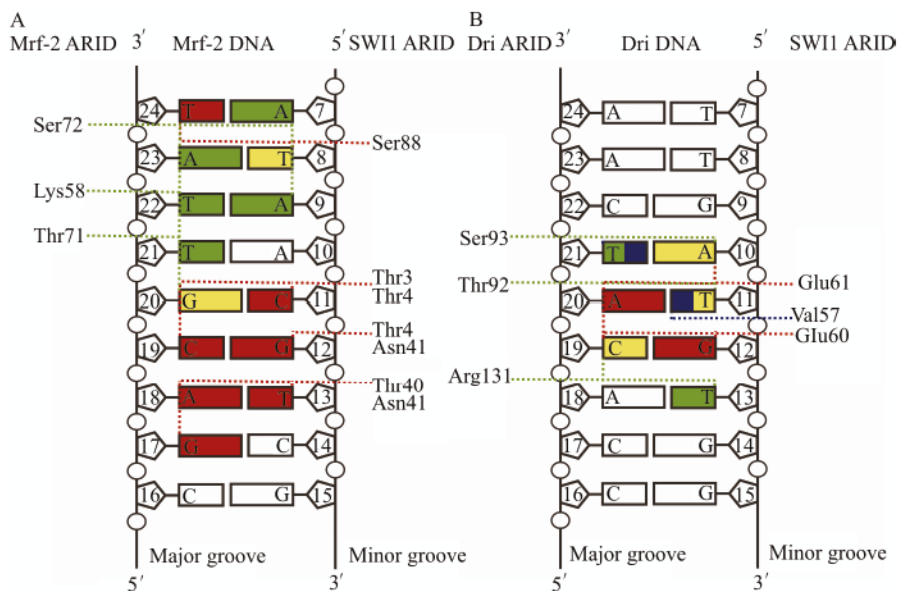 A
Mrf-2 ARID 3′ Mrf-2 DNA 5′ SWI1 ARID
24 T A 7
Ser72
Ser88
23 A T 8
Lys58
22 T A 9
Thr71
21 T A 10
Thr3
20 G C 11 Thr4
Thr4
19 C G 12 Asn41
Thr40
18 A T 13 Asn41
17 G C 14
16 C G 15
Major groove Minor groove
5′ 3′
B
Dri ARID 3′ Dri DNA 5′ SWI1 ARID
24 A T 7
23 A T 8
22 C G 9
Ser93
21 T A 10
Thr92 Glu61
20 A T 11
Val57
19 C G 12 GIu60
Arg131
18 A T 13
17 C G 14
16 C G 15
Major groove Minor groove
5′ 3′